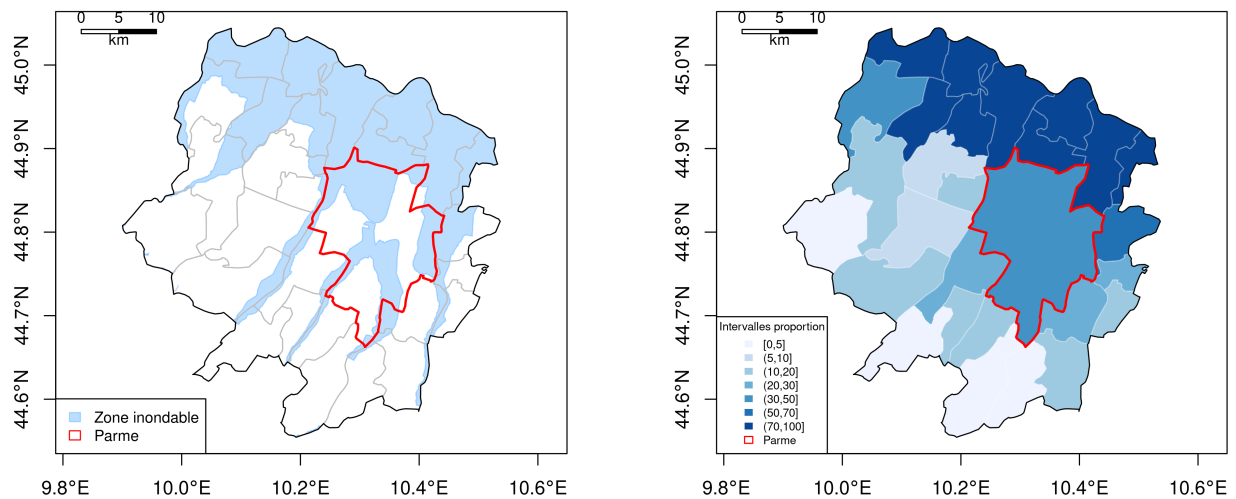 0 5 10
km
45.0°N
44.9°N
44.8°N
44.7°N
44.6°N
Zone inondable
Parme
9.8°E 10.0°E 10.2°E 10.4°E 10.6°E
0 5 10
km
45.0°N
44.9°N
44.8°N
44.7°N
44.6°N
Intervalles proportion
[0,5]
(5,10]
(10,20]
(20,30]
(30,50]
(50,70]
(70,100]
Parme
9.8°E 10.0°E 10.2°E 10.4°E 10.6°E